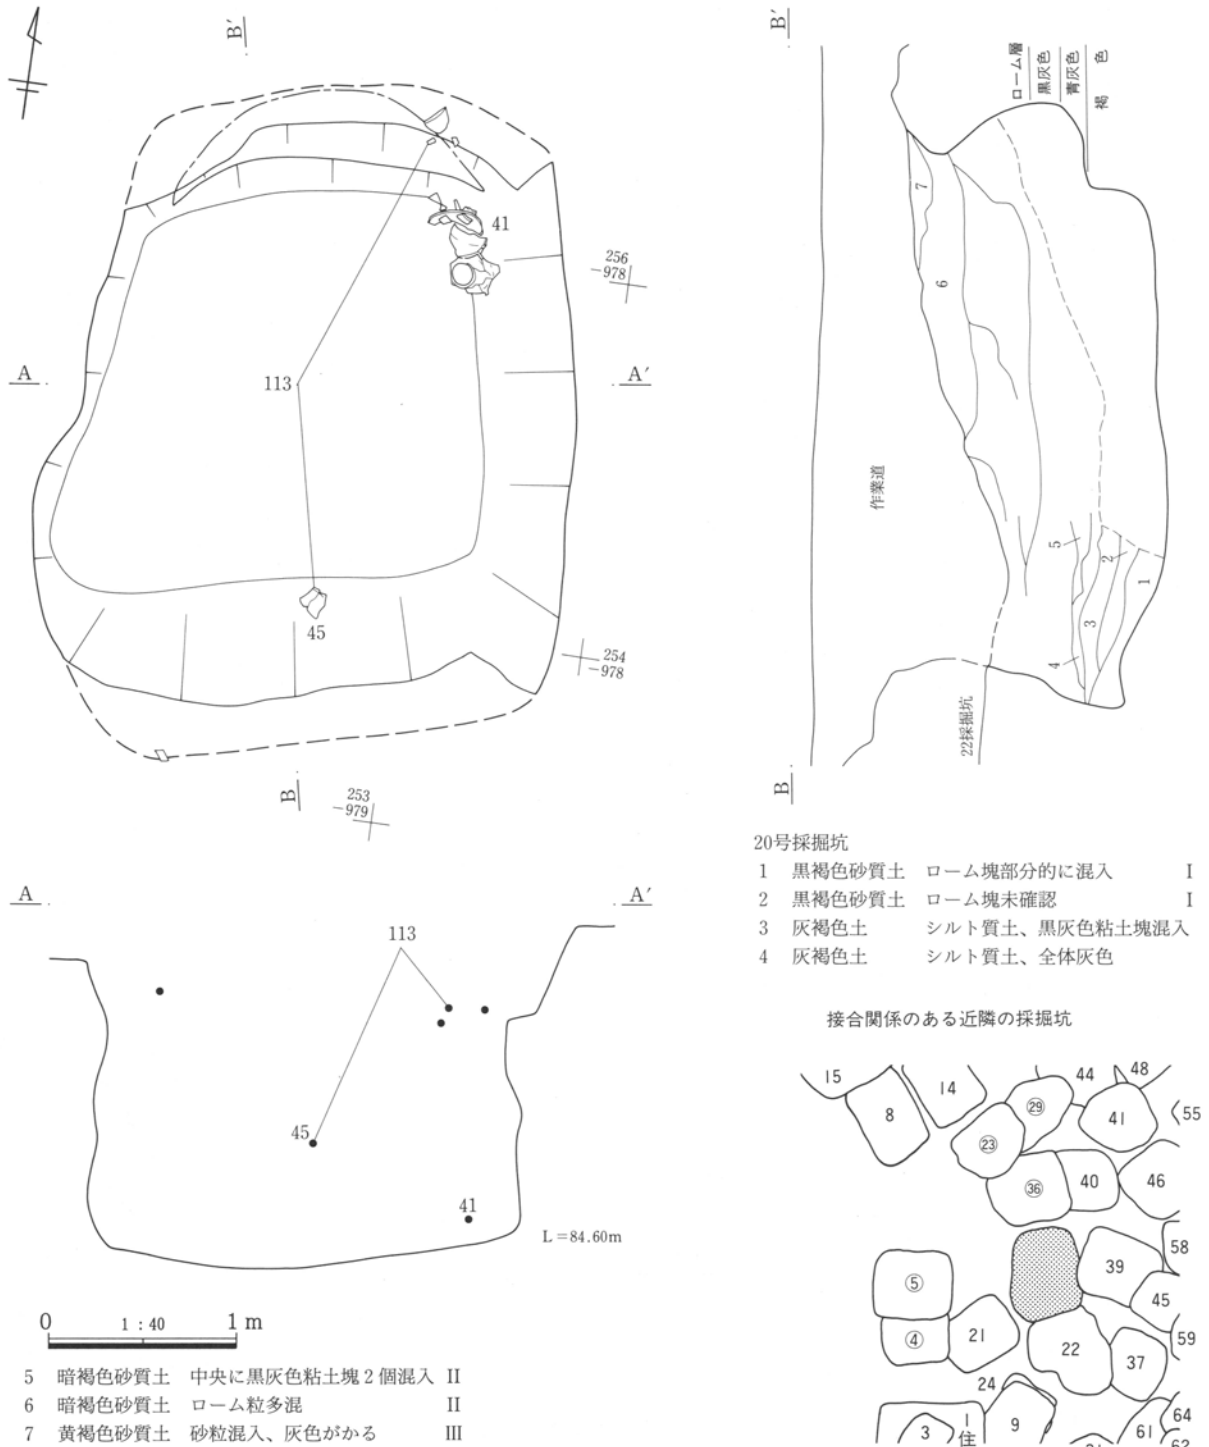 B′
41
256
−978
A
A′
113
45
254
−978
B
253
−979
B′
ローム層
黒灰色
青灰色
褐色
7
6
作業道
5
2
1
3
4
22採掘坑
B
A
A′
113
45
41
L=84.60m
0
1:40
1 m
20号採掘坑
1 黒褐色砂質土 ローム塊部分的に混入 I
2 黒褐色砂質土 ローム塊未確認 I
3 灰褐色土 シルト質土、黒灰色粘土塊混入
4 灰褐色土 シルト質土、全体灰色
5 暗褐色砂質土 中央に黒灰色粘土塊2個混入 II
6 暗褐色砂質土 ローム粒多混 II
7 黄褐色砂質土 砂粒混入、灰色がかる III
接合関係のある近隣の採掘坑
15
14
44
48
8
㉙
41
55
㉓
㊱
40
46
58
⑤
39
45
④
21
22
37
59
24
3
1住
9
61
64